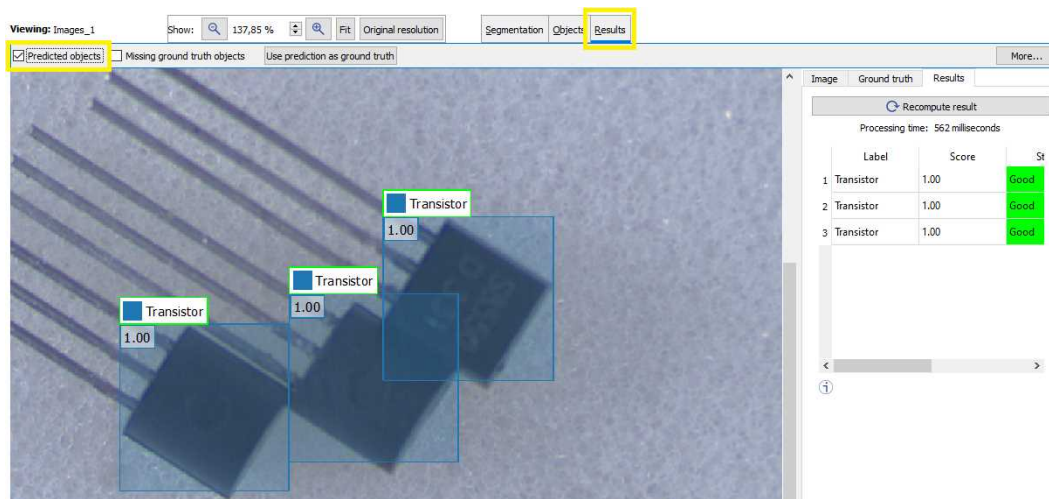 Viewing: Images_1 Show: 137,85 % Fit Original resolution Segmentation Objects Results
Predicted objects Missing ground truth objects Use prediction as ground truth More...
Image Ground truth Results
Recompute result
Processing time: 562 milliseconds
Label Score St
1 Transistor 1.00 Good
2 Transistor 1.00 Good
3 Transistor 1.00 Good
Transistor
1.00
Transistor
1.00
Transistor
1.00